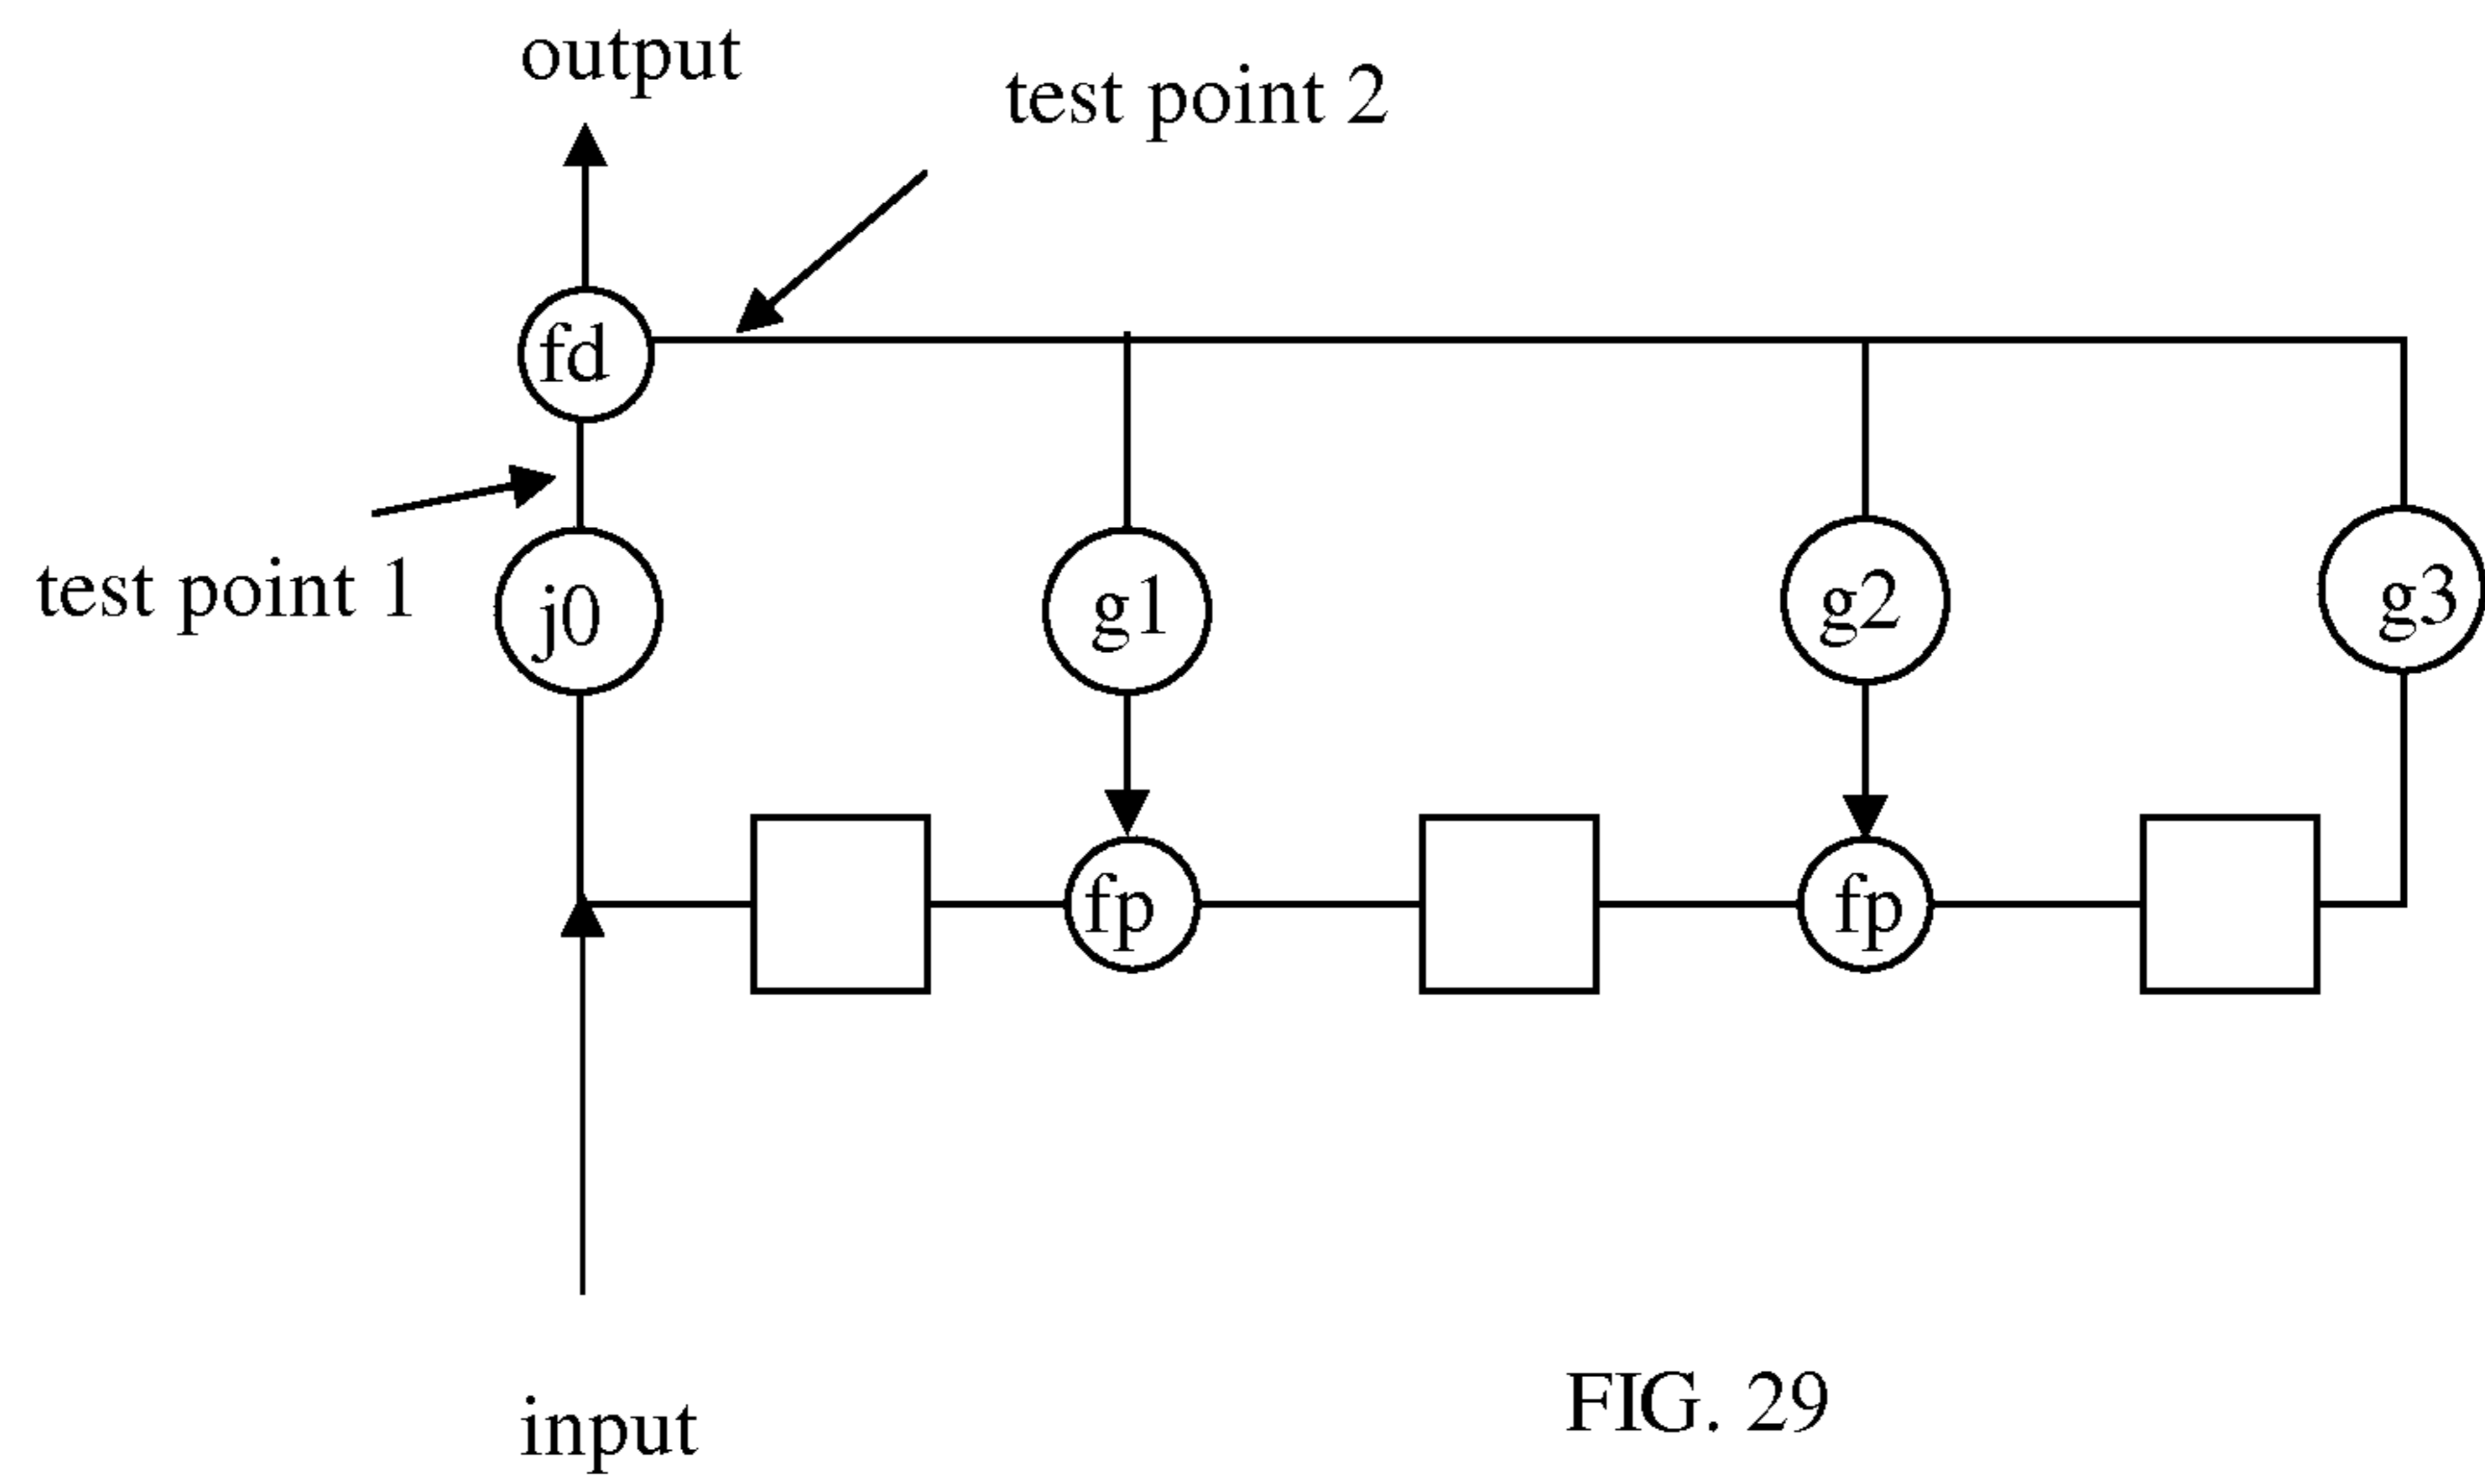 output
test point 2
fd
test point 1
j0
g1
g2
g3
fp
fp
input
FIG. 29